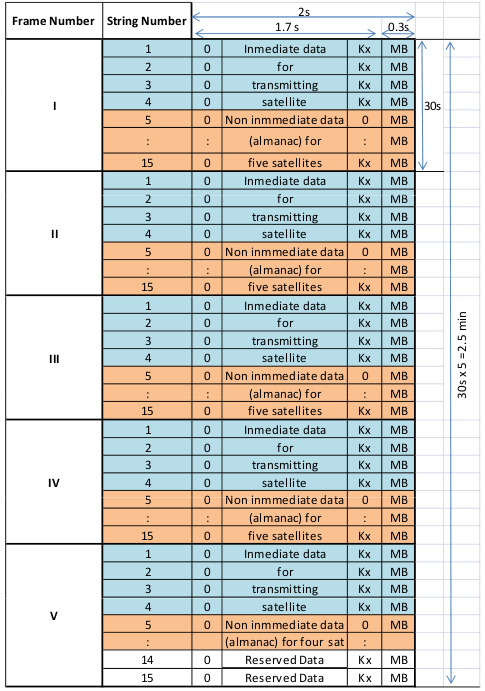 Frame Number String Number 2s
1.7 s 0.3s
1 0 Inmediate data Kx MB
2 0 for Kx MB
3 0 transmitting Kx MB
4 0 satellite Kx MB
I 5 0 Non inmmediate data 0 MB 30s
: : (almanac) for : MB
15 0 five satellites Kx MB
1 0 Inmediate data Kx MB
2 0 for Kx MB
3 0 transmitting Kx MB
II 4 0 satellite Kx MB
5 0 Non inmmediate data 0 MB
: : (almanac) for : MB
15 0 five satellites Kx MB
1 0 Inmediate data Kx MB
2 0 for Kx MB
3 0 transmitting Kx MB
III 4 0 satellite Kx MB
5 0 Non inmmediate data 0 MB
: : (almanac) for : MB
15 0 five satellites Kx MB
30s x 5 =2.5 min
1 0 Inmediate data Kx MB
2 0 for Kx MB
3 0 transmitting Kx MB
IV 4 0 satellite Kx MB
5 0 Non inmmediate data 0 MB
: : (almanac) for : MB
15 0 five satellites Kx MB
1 0 Inmediate data Kx MB
2 0 for Kx MB
3 0 transmitting Kx MB
4 0 satellite Kx MB
V 5 0 Non inmmediate data 0 MB
: (almanac) for four sat :
14 0 Reserved Data Kx MB
15 0 Reserved Data Kx MB